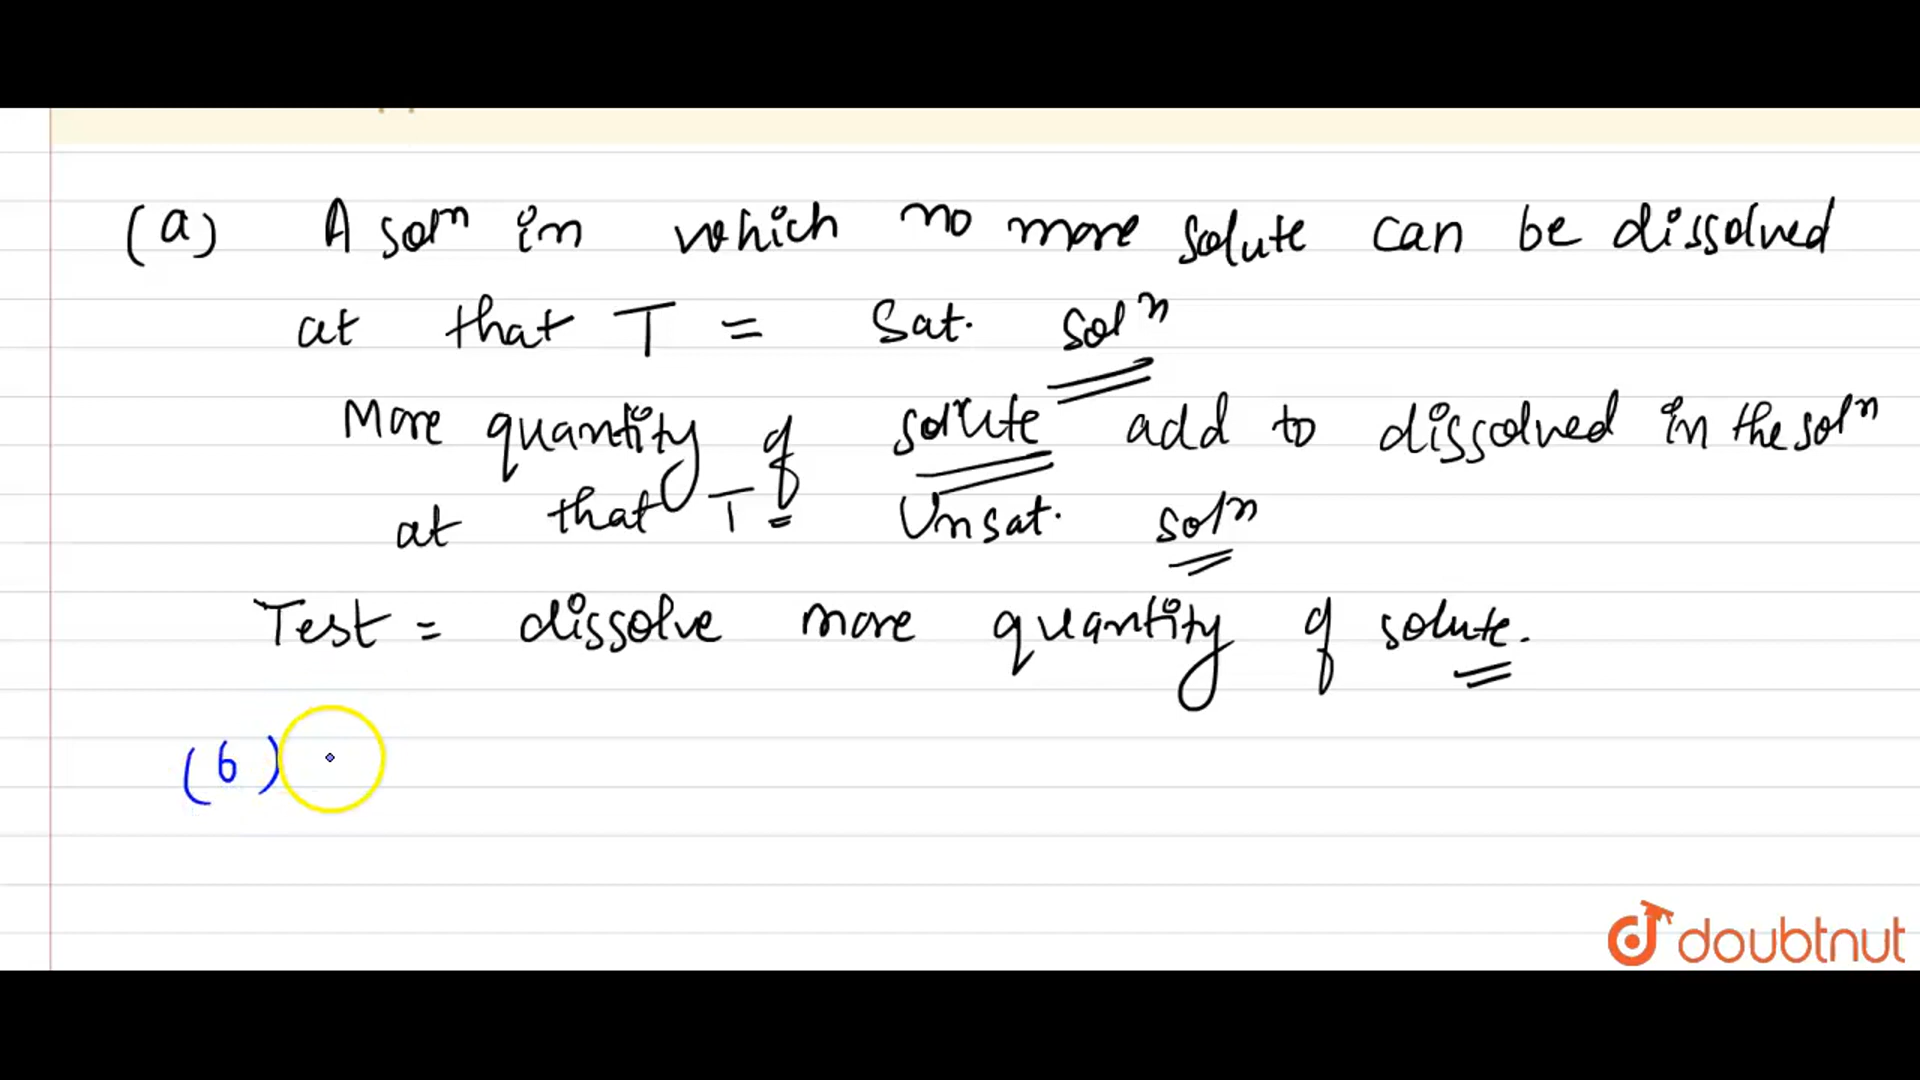 (a) A solⁿ in which no more solute can be dissolved
at that T = Sat. solⁿ
More quantity of solute add to dissolved in the solⁿ
at that T = Unsat. solⁿ
Test = dissolve more quantity of solute.
(b)
doubtnut